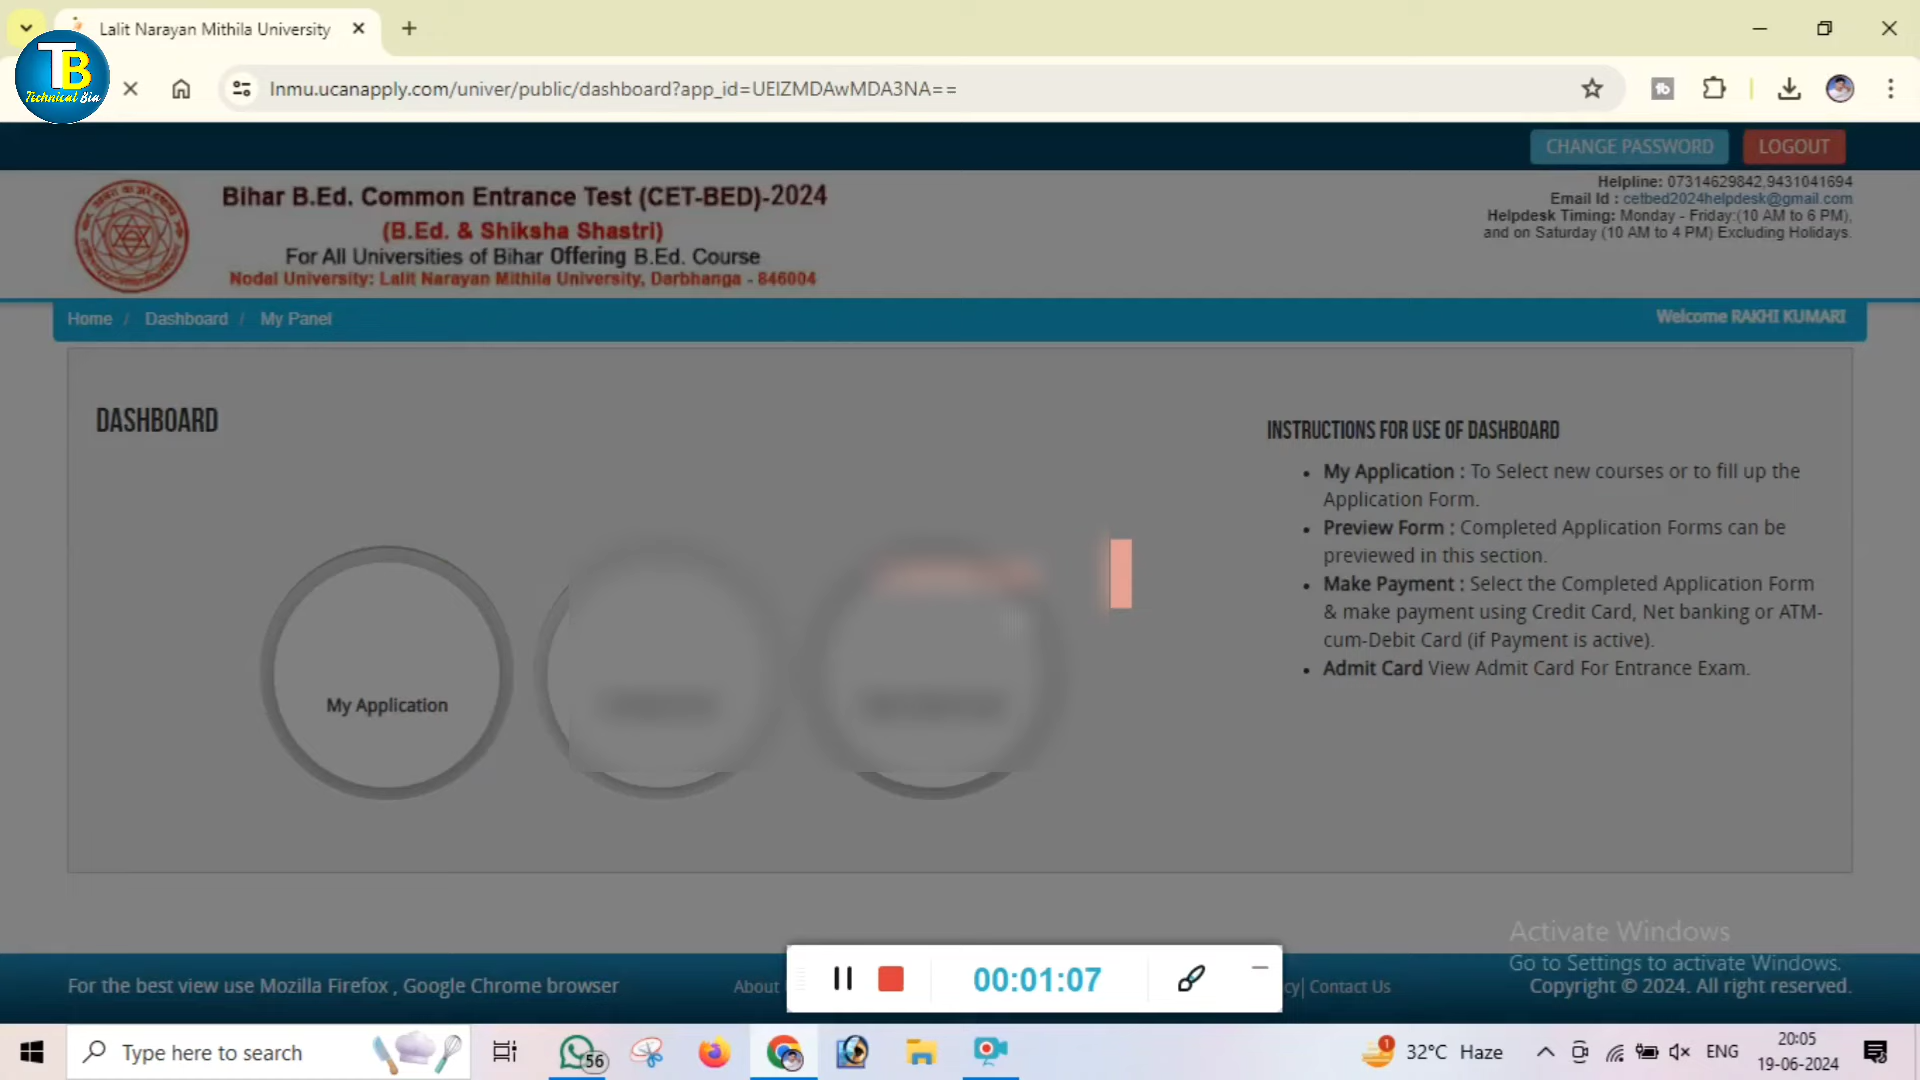 Lalit Narayan Mithila University
TB
Technical Bia
lnmu.ucanapply.com/univer/public/dashboard?app_id=UElZMDAwMDA3NA==
CHANGE PASSWORD
LOGOUT
Bihar B.Ed. Common Entrance Test (CET-BED)-2024
(B.Ed. & Shiksha Shastri)
For All Universities of Bihar Offering B.Ed. Course
Nodal University: Lalit Narayan Mithila University, Darbhanga - 846004
Helpline: 07314629842,9431041694
Email Id : cetbed2024helpdesk@gmail.com
Helpdesk Timing: Monday - Friday:(10 AM to 6 PM),
and on Saturday (10 AM to 4 PM) Excluding Holidays.
Home / Dashboard / My Panel
Welcome RAKHI KUMARI
DASHBOARD
My Application
INSTRUCTIONS FOR USE OF DASHBOARD
• My Application : To Select new courses or to fill up the
Application Form.
• Preview Form : Completed Application Forms can be
previewed in this section.
• Make Payment : Select the Completed Application Form
& make payment using Credit Card, Net banking or ATM-
cum-Debit Card (if Payment is active).
• Admit Card View Admit Card For Entrance Exam.
Activate Windows
Go to Settings to activate Windows.
For the best view use Mozilla Firefox , Google Chrome browser
About
00:01:07
cy| Contact Us
Copyright © 2024. All right reserved.
Type here to search
56
1
32°C Haze
ENG
20:05
19-06-2024